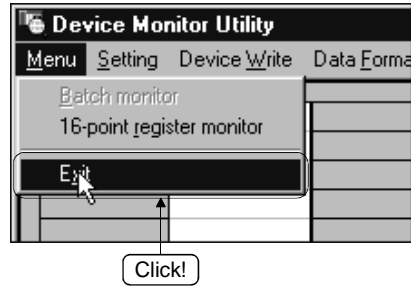 Device Monitor Utility
Menu Setting Device Write Data Forma
Batch monitor
16-point register monitor
Exit
Click!